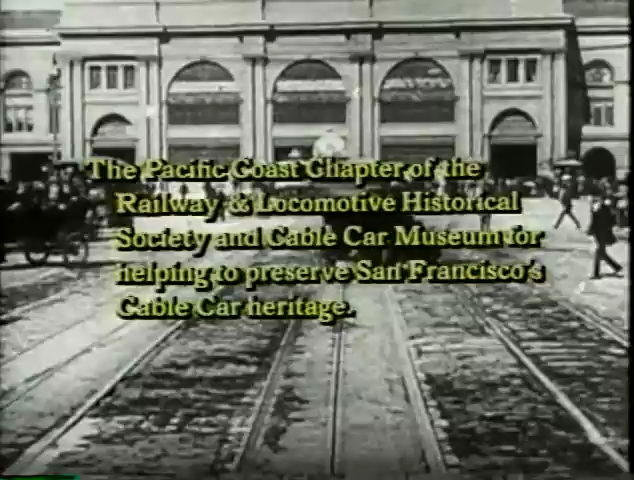 The Pacific Coast Chapter of the
Railway & Locomotive Historical
Society and Cable Car Museum for
helping to preserve San Francisco's
Cable Car heritage.